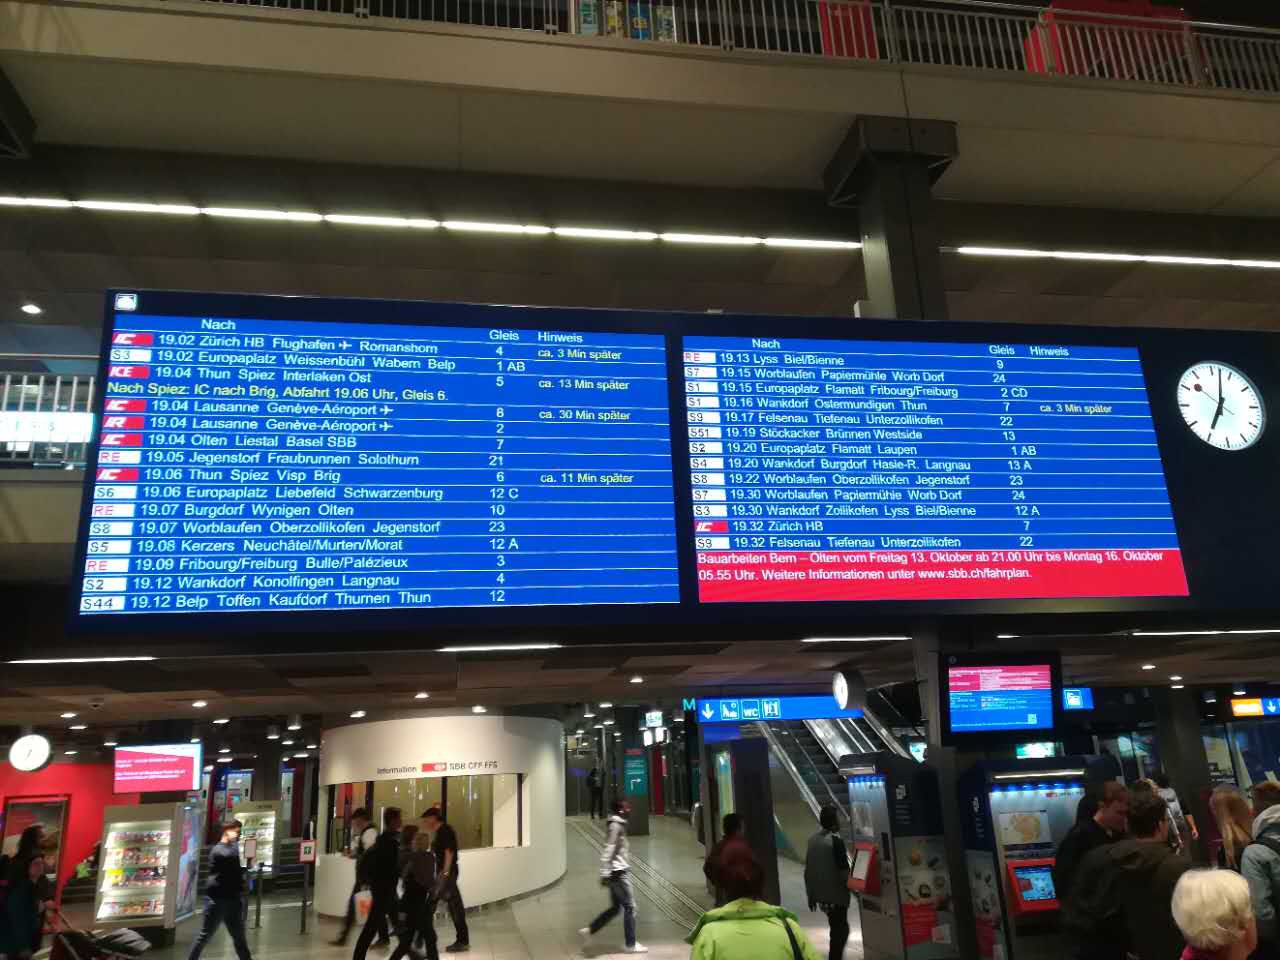 Nach Gleis Hinweis
IC 19.02 Zürich HB Flughafen ✈ Romanshorn 4 ca. 3 Min später
S3 19.02 Europaplatz Weissenbühl Wabern Belp 1 AB
ICE 19.04 Thun Spiez Interlaken Ost 5 ca. 13 Min später
Nach Spiez: IC nach Brig, Abfahrt 19.06 Uhr, Gleis 6.
IC 19.04 Lausanne Genève-Aéroport ✈ 8 ca. 30 Min später
IR 19.04 Lausanne Genève-Aéroport ✈ 2
IC 19.04 Olten Liestal Basel SBB 7
RE 19.05 Jegenstorf Fraubrunnen Solothurn 21
IC 19.06 Thun Spiez Visp Brig 6 ca. 11 Min später
S6 19.06 Europaplatz Liebefeld Schwarzenburg 12 C
RE 19.07 Burgdorf Wynigen Olten 10
S8 19.07 Worblaufen Oberzollikofen Jegenstorf 23
S5 19.08 Kerzers Neuchâtel/Murten/Morat 12 A
RE 19.09 Fribourg/Freiburg Bulle/Palézieux 3
S2 19.12 Wankdorf Konolfingen Langnau 4
S44 19.12 Belp Toffen Kaufdorf Thurnen Thun 12
Nach Gleis Hinweis
RE 19.13 Lyss Biel/Bienne 9
S7 19.15 Worblaufen Papiermühle Worb Dorf 24
S1 19.15 Europaplatz Flamatt Fribourg/Freiburg 2 CD
S1 19.16 Wankdorf Ostermundigen Thun 7 ca. 3 Min später
S9 19.17 Felsenau Tiefenau Unterzollikofen 22
S51 19.19 Stöckacker Brünnen Westside 13
S2 19.20 Europaplatz Flamatt Laupen 1 AB
S4 19.20 Wankdorf Burgdorf Hasle-R. Langnau 13 A
S8 19.22 Worblaufen Oberzollikofen Jegenstorf 23
S7 19.30 Worblaufen Papiermühle Worb Dorf 24
S3 19.30 Wankdorf Zollikofen Lyss Biel/Bienne 12 A
IC 19.32 Zürich HB 7
S9 19.32 Felsenau Tiefenau Unterzollikofen 22
Bauarbeiten Bern – Olten vom Freitag 13. Oktober ab 21.00 Uhr bis Montag 16. Oktober
05.55 Uhr. Weitere Informationen unter www.sbb.ch/fahrplan.
M
WC
Information SBB CFF FFS